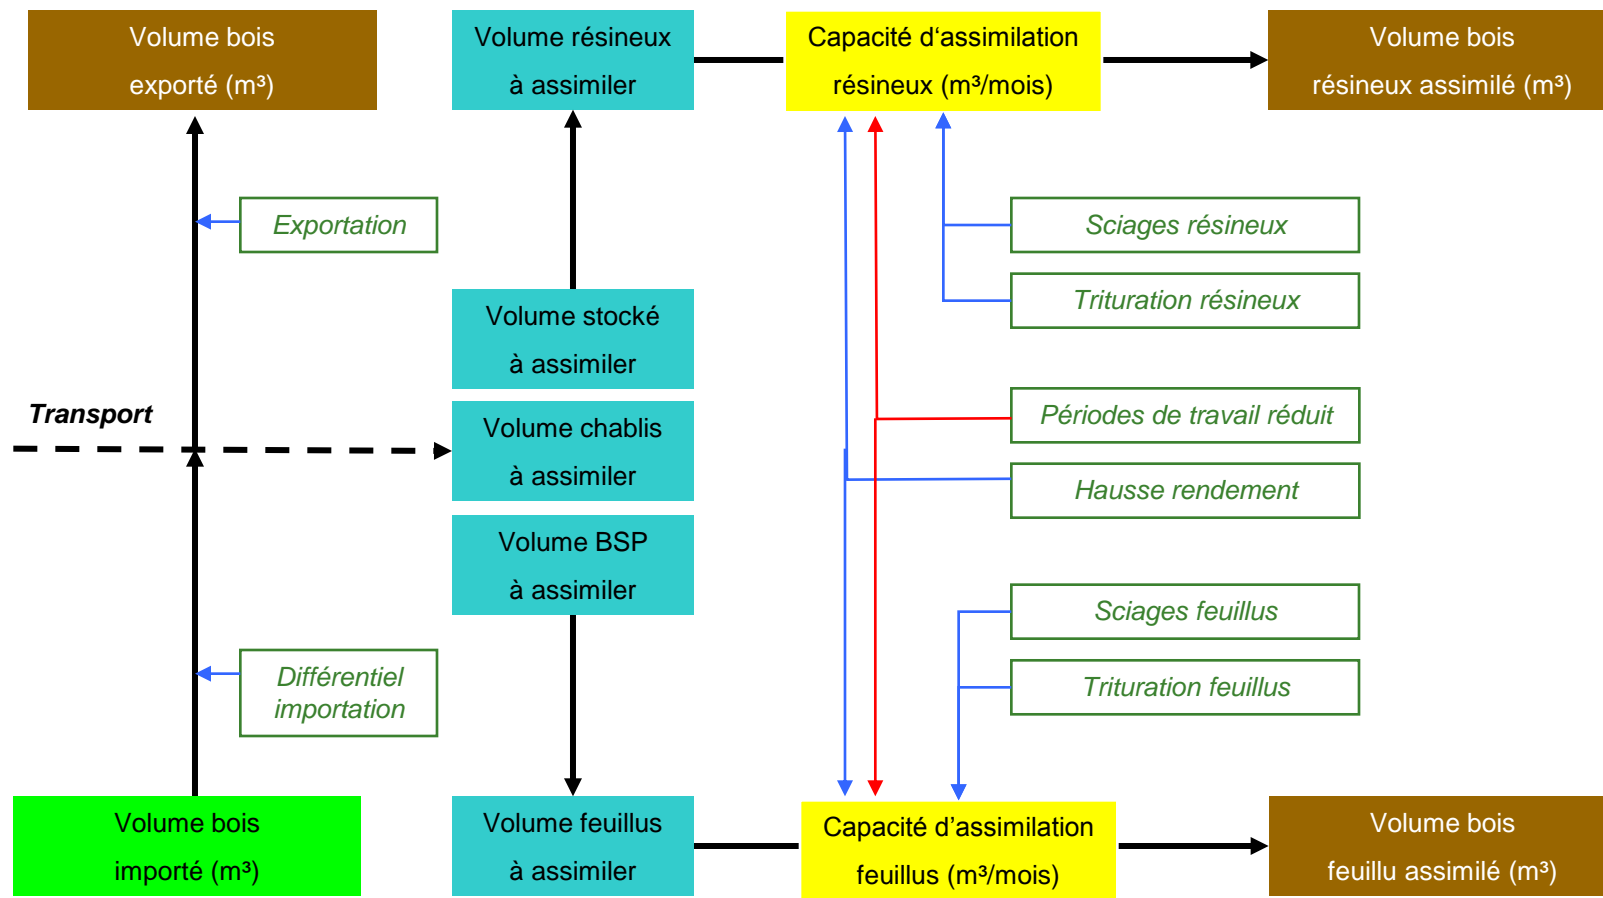 Volume bois
exporté (m³)
Volume résineux
à assimiler
Capacité d‘assimilation
résineux (m³/mois)
Volume bois
résineux assimilé (m³)
Exportation
Sciages résineux
Trituration résineux
Volume stocké
à assimiler
Transport
Volume chablis
à assimiler
Périodes de travail réduit
Hausse rendement
Volume BSP
à assimiler
Sciages feuillus
Trituration feuillus
Différentiel
importation
Volume bois
importé (m³)
Volume feuillus
à assimiler
Capacité d’assimilation
feuillus (m³/mois)
Volume bois
feuillu assimilé (m³)